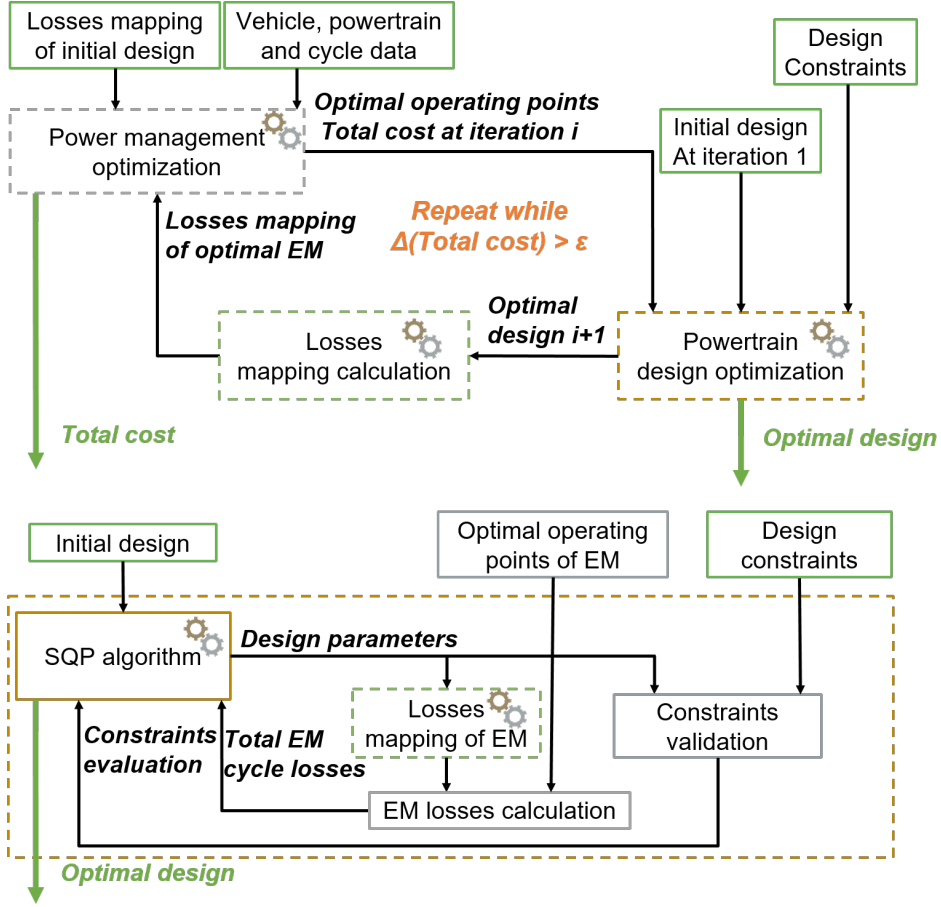 Losses mapping
of initial design
Vehicle, powertrain
and cycle data
Design
Constraints
Optimal operating points
Total cost at iteration i
Initial design
At iteration 1
Power management
optimization
Losses mapping
of optimal EM
Repeat while
Δ(Total cost) > ε
Optimal
design i+1
Losses
mapping calculation
Powertrain
design optimization
Total cost
Optimal design
Initial design
Optimal operating
points of EM
Design
constraints
SQP algorithm
Design parameters
Losses
mapping of EM
Constraints
validation
Constraints
evaluation
Total EM
cycle losses
EM losses calculation
Optimal design